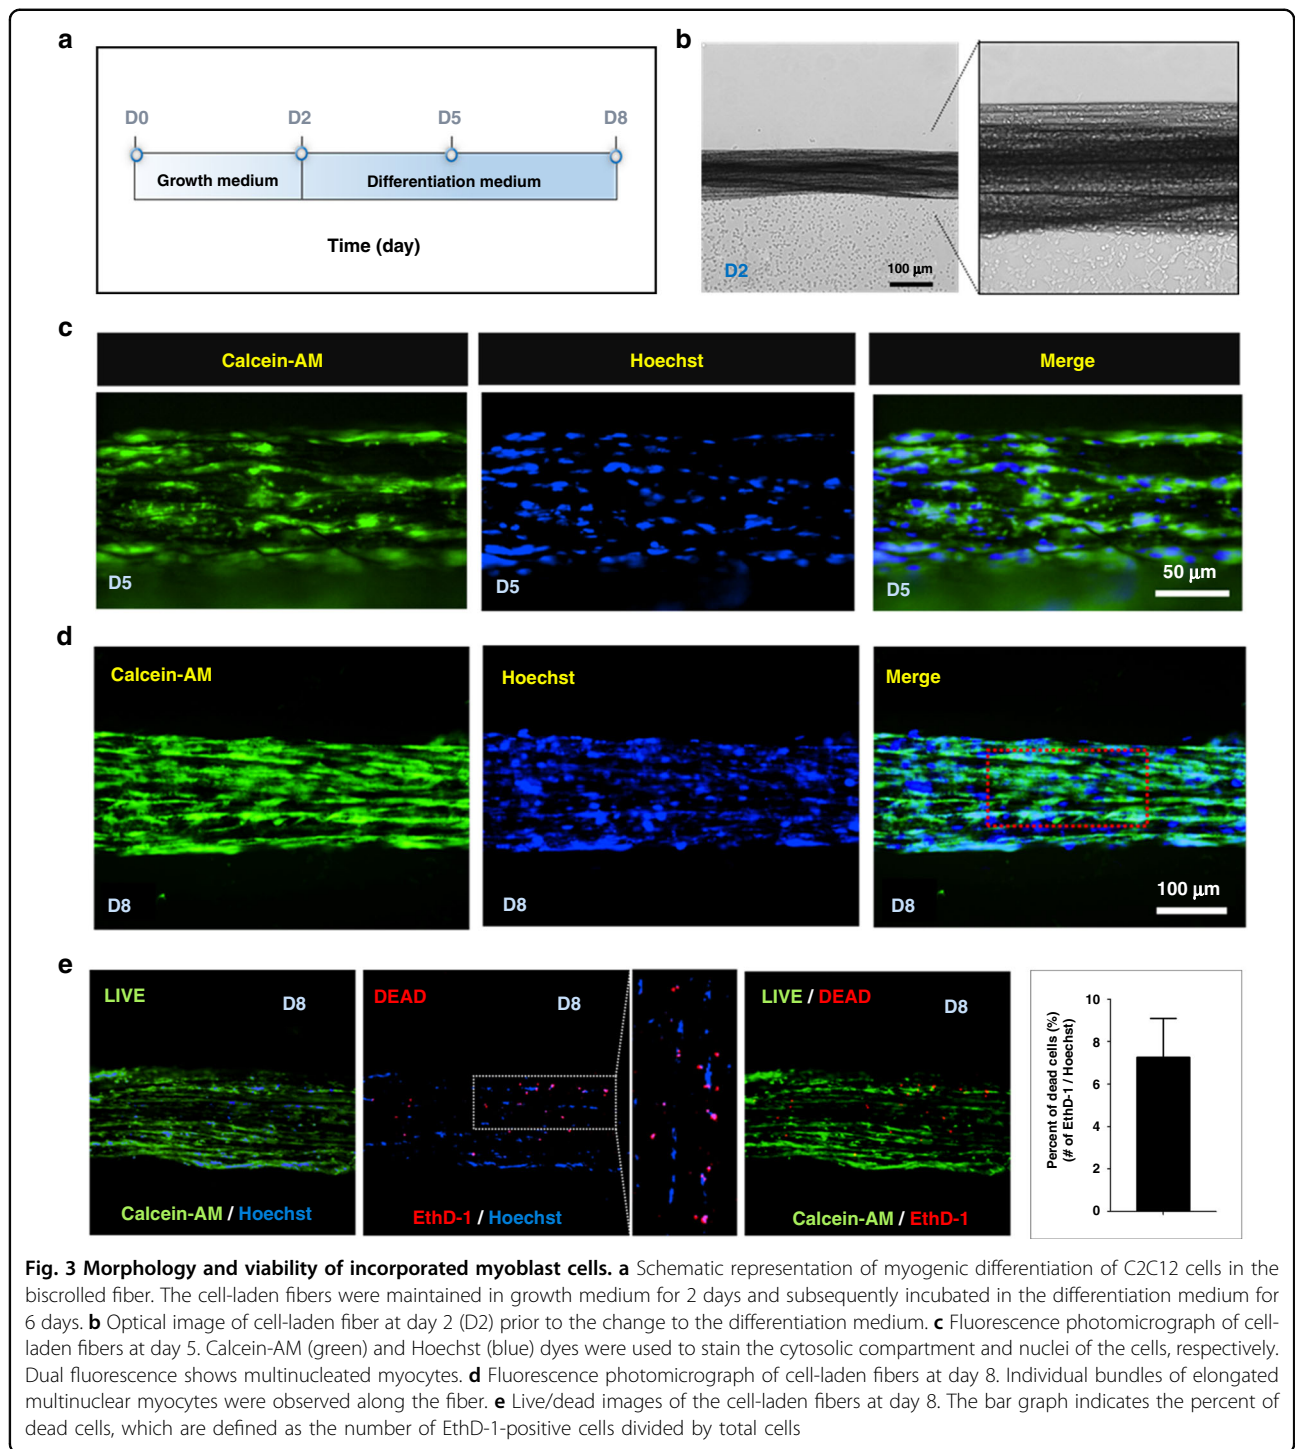 a
D0
D2
D5
D8
Growth medium
Differentiation medium
Time (day)
b
D2
100 µm
c
Calcein-AM
Hoechst
Merge
D5
D5
D5
50 µm
d
Calcein-AM
Hoechst
Merge
D8
D8
D8
100 µm
e
LIVE
D8
Calcein-AM / Hoechst
DEAD
D8
EthD-1 / Hoechst
LIVE / DEAD
D8
Calcein-AM / EthD-1
Percent of dead cells (%)
(# of EthD-1 / Hoechst)
10
8
6
4
2
0
Fig. 3 Morphology and viability of incorporated myoblast cells. a Schematic representation of myogenic differentiation of C2C12 cells in the
biscrolled fiber. The cell-laden fibers were maintained in growth medium for 2 days and subsequently incubated in the differentiation medium for
6 days. b Optical image of cell-laden fiber at day 2 (D2) prior to the change to the differentiation medium. c Fluorescence photomicrograph of cell-
laden fibers at day 5. Calcein-AM (green) and Hoechst (blue) dyes were used to stain the cytosolic compartment and nuclei of the cells, respectively.
Dual fluorescence shows multinucleated myocytes. d Fluorescence photomicrograph of cell-laden fibers at day 8. Individual bundles of elongated
multinuclear myocytes were observed along the fiber. e Live/dead images of the cell-laden fibers at day 8. The bar graph indicates the percent of
dead cells, which are defined as the number of EthD-1-positive cells divided by total cells